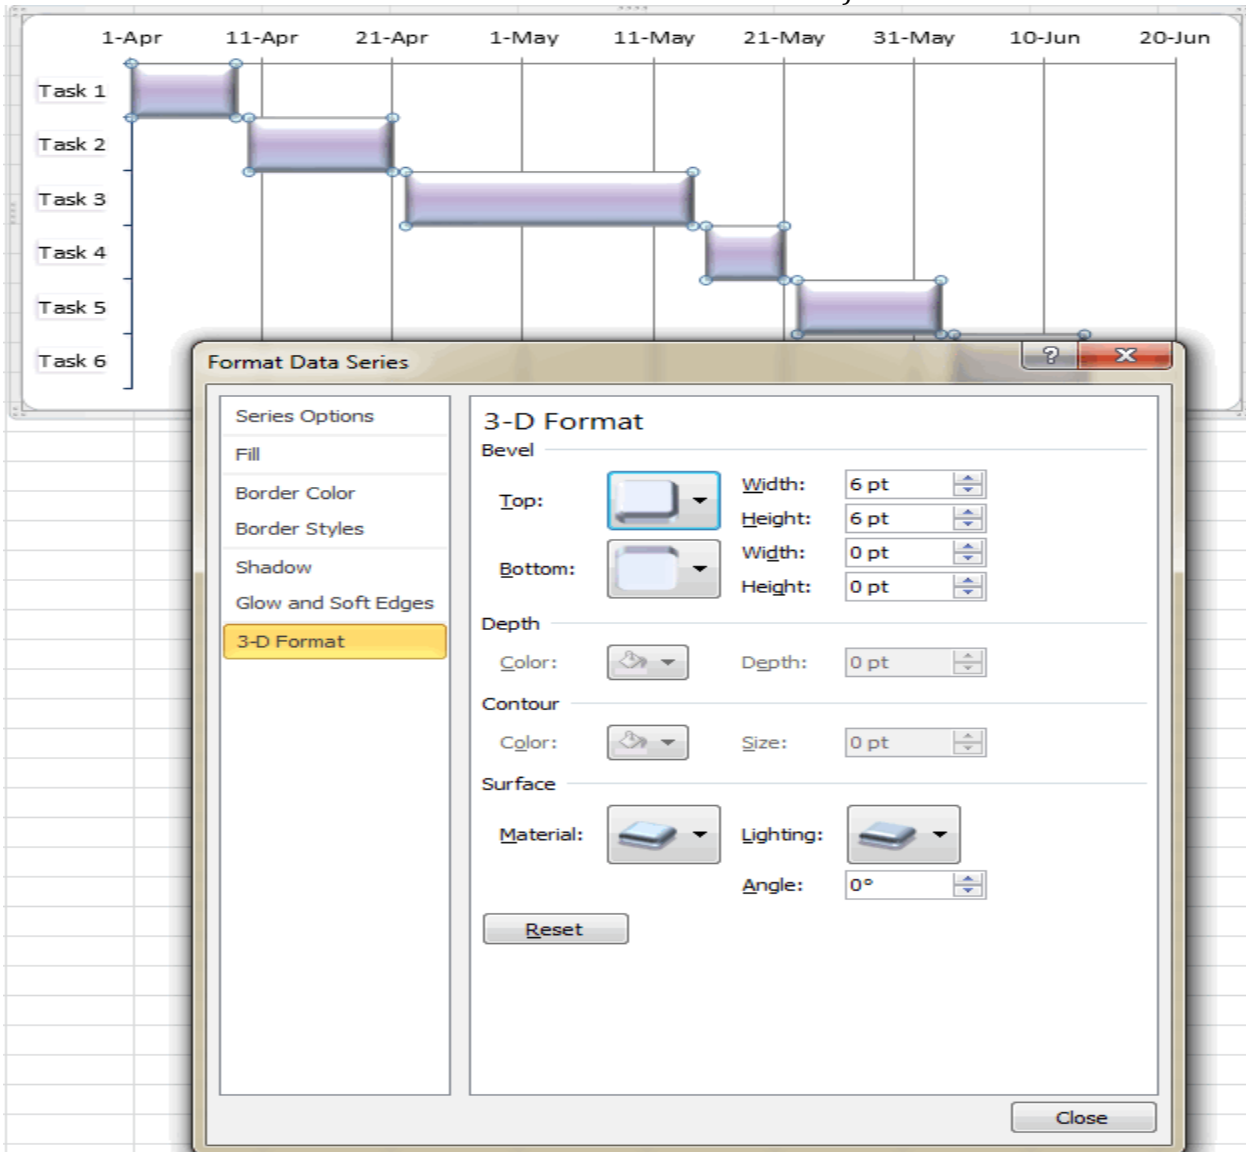 1-Apr 11-Apr 21-Apr 1-May 11-May 21-May 31-May 10-Jun 20-Jun
Task 1
Task 2
Task 3
Task 4
Task 5
Task 6
Format Data Series
? X
Series Options
Fill
Border Color
Border Styles
Shadow
Glow and Soft Edges
3-D Format
3-D Format
Bevel
Top: Width: 6 pt
Height: 6 pt
Bottom: Width: 0 pt
Height: 0 pt
Depth
Color: Depth: 0 pt
Contour
Color: Size: 0 pt
Surface
Material: Lighting:
Angle: 0°
Reset
Close